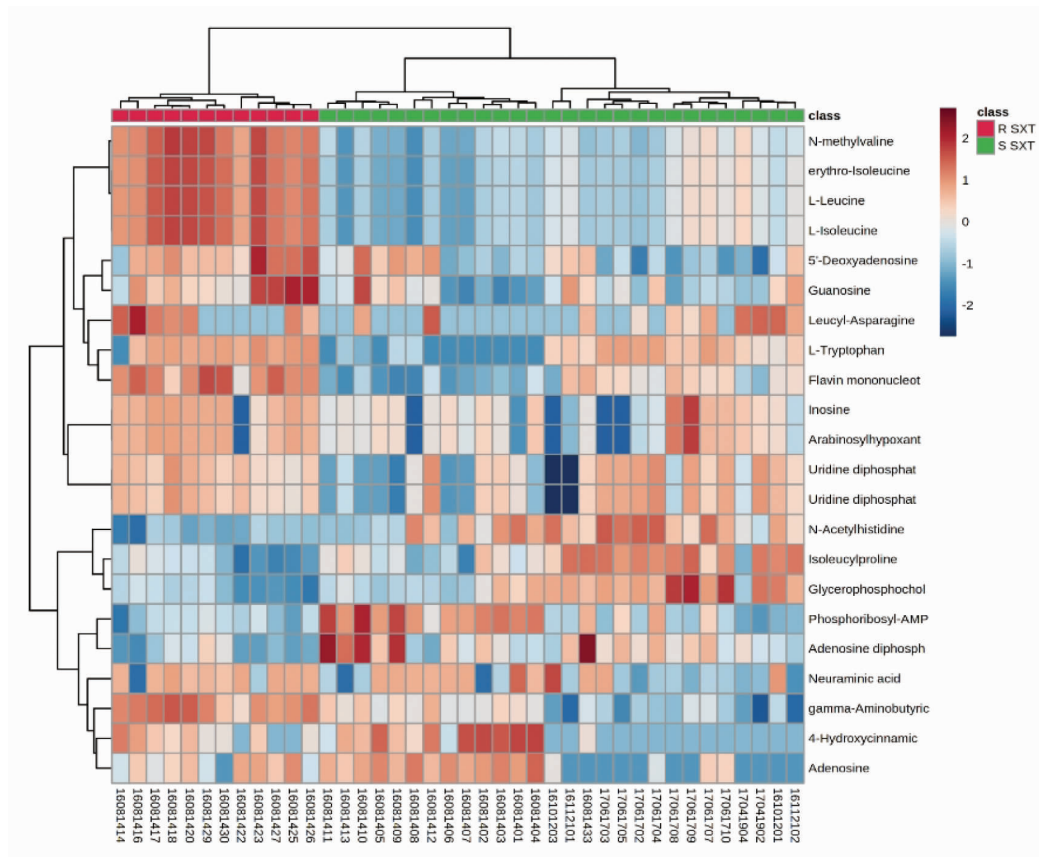 class
class
R SXT
S SXT
2
1
0
-1
-2
N-methylvaline
erythro-Isoleucine
L-Leucine
L-Isoleucine
5'-Deoxyadenosine
Guanosine
Leucyl-Asparagine
L-Tryptophan
Flavin mononucleot
Inosine
Arabinosylhypoxant
Uridine diphosphat
Uridine diphosphat
N-Acetylhistidine
Isoleucylproline
Glycerophosphochol
Phosphoribosyl-AMP
Adenosine diphosph
Neuraminic acid
gamma-Aminobutyric
4-Hydroxycinnamic
Adenosine
16081414
16081416
16081417
16081418
16081420
16081429
16081430
16081422
16081423
16081427
16081425
16081426
16081411
16081413
16081410
16081405
16081409
16081408
16081412
16081406
16081407
16081402
16081403
16081401
16081404
16101203
16112101
16081433
17061703
17061705
17061702
17061704
17061708
17061709
17061707
17061710
17041904
17041902
16101201
16112102